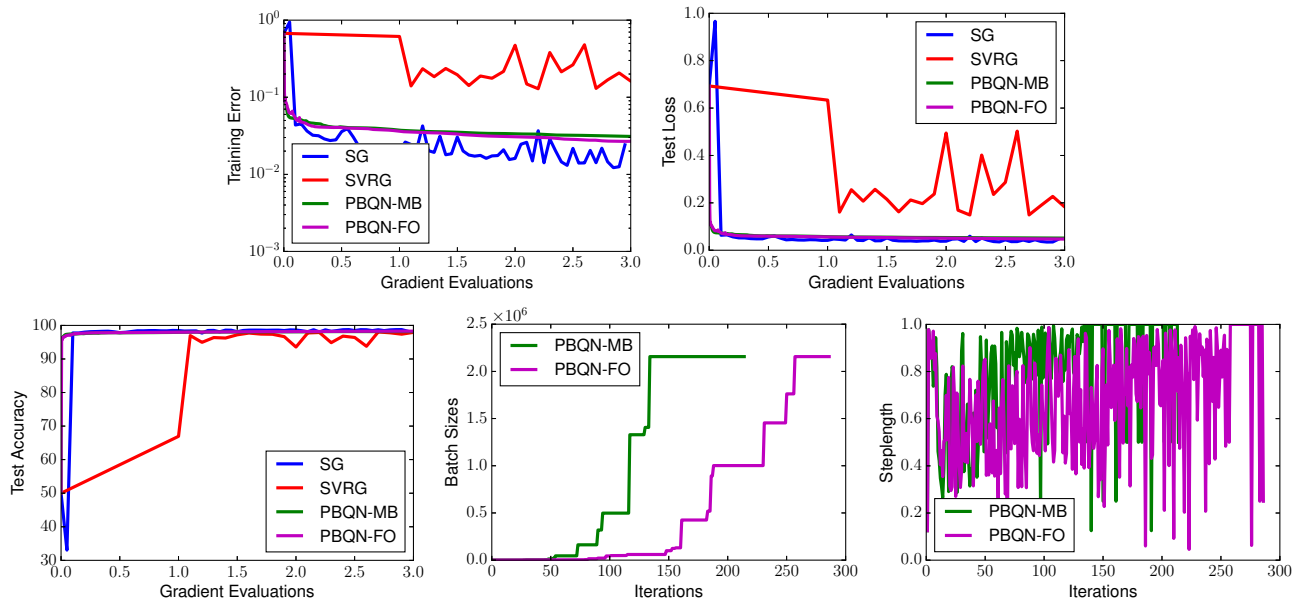 Training Error
10^0
10^-1
10^-2
10^-3
SG
SVRG
PBQN-MB
PBQN-FO
0.0 0.5 1.0 1.5 2.0 2.5 3.0
Gradient Evaluations
Test Loss
1.0
0.8
0.6
0.4
0.2
0.0
SG
SVRG
PBQN-MB
PBQN-FO
0.0 0.5 1.0 1.5 2.0 2.5 3.0
Gradient Evaluations
Test Accuracy
100
90
80
70
60
50
40
30
SG
SVRG
PBQN-MB
PBQN-FO
0.0 0.5 1.0 1.5 2.0 2.5 3.0
Gradient Evaluations
Batch Sizes
×10^6
2.5
2.0
1.5
1.0
0.5
0.0
PBQN-MB
PBQN-FO
0 50 100 150 200 250 300
Iterations
Steplength
1.0
0.8
0.6
0.4
0.2
0.0
PBQN-MB
PBQN-FO
0 50 100 150 200 250 300
Iterations